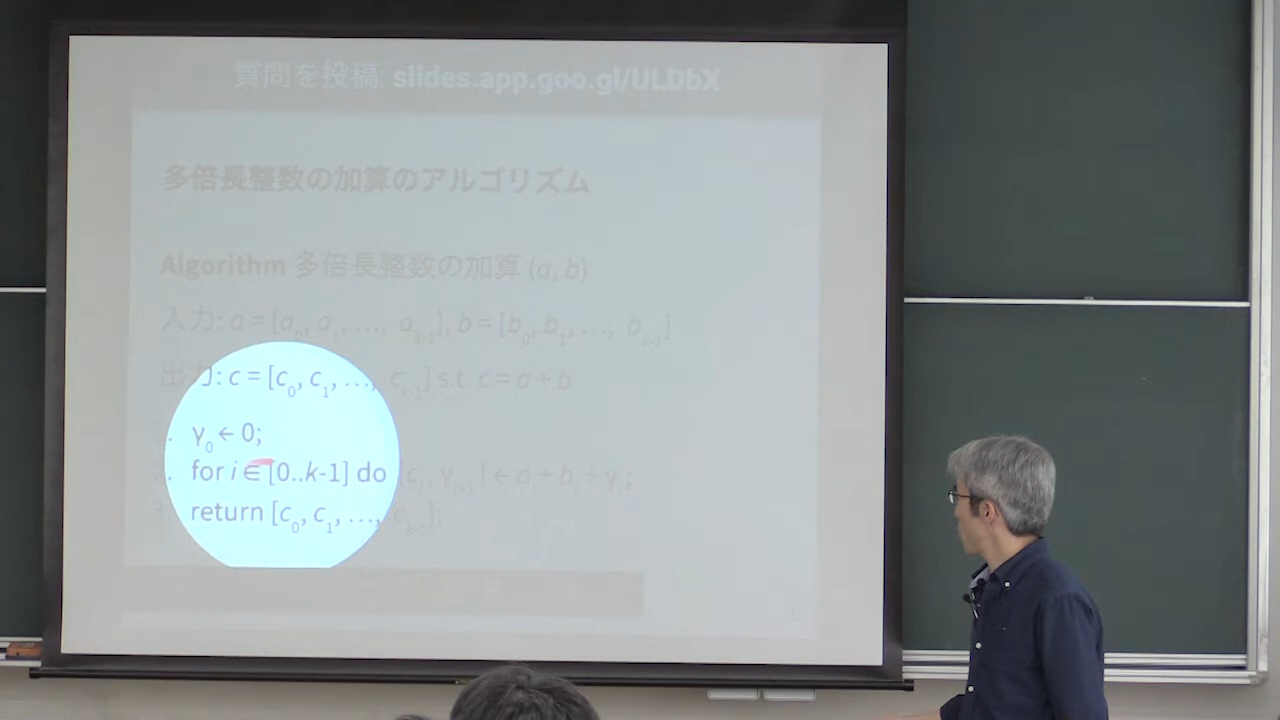 質問を投稿: slides.app.goo.gl/ULDbX
多倍長整数の加算のアルゴリズム
Algorithm 多倍長整数の加算 (a, b)
入力: a = [a₀, a₁, …, aₖ₋₁], b = [b₀, b₁, …, bₖ₋₁]
出力: c = [c₀, c₁, …, cₖ₋₁] s.t. c = a + b
γ₀ ← 0;
for i ∈ [0..k-1] do [cᵢ, γᵢ₊₁] ← aᵢ + bᵢ + γᵢ;
return [c₀, c₁, …, cₖ₋₁];